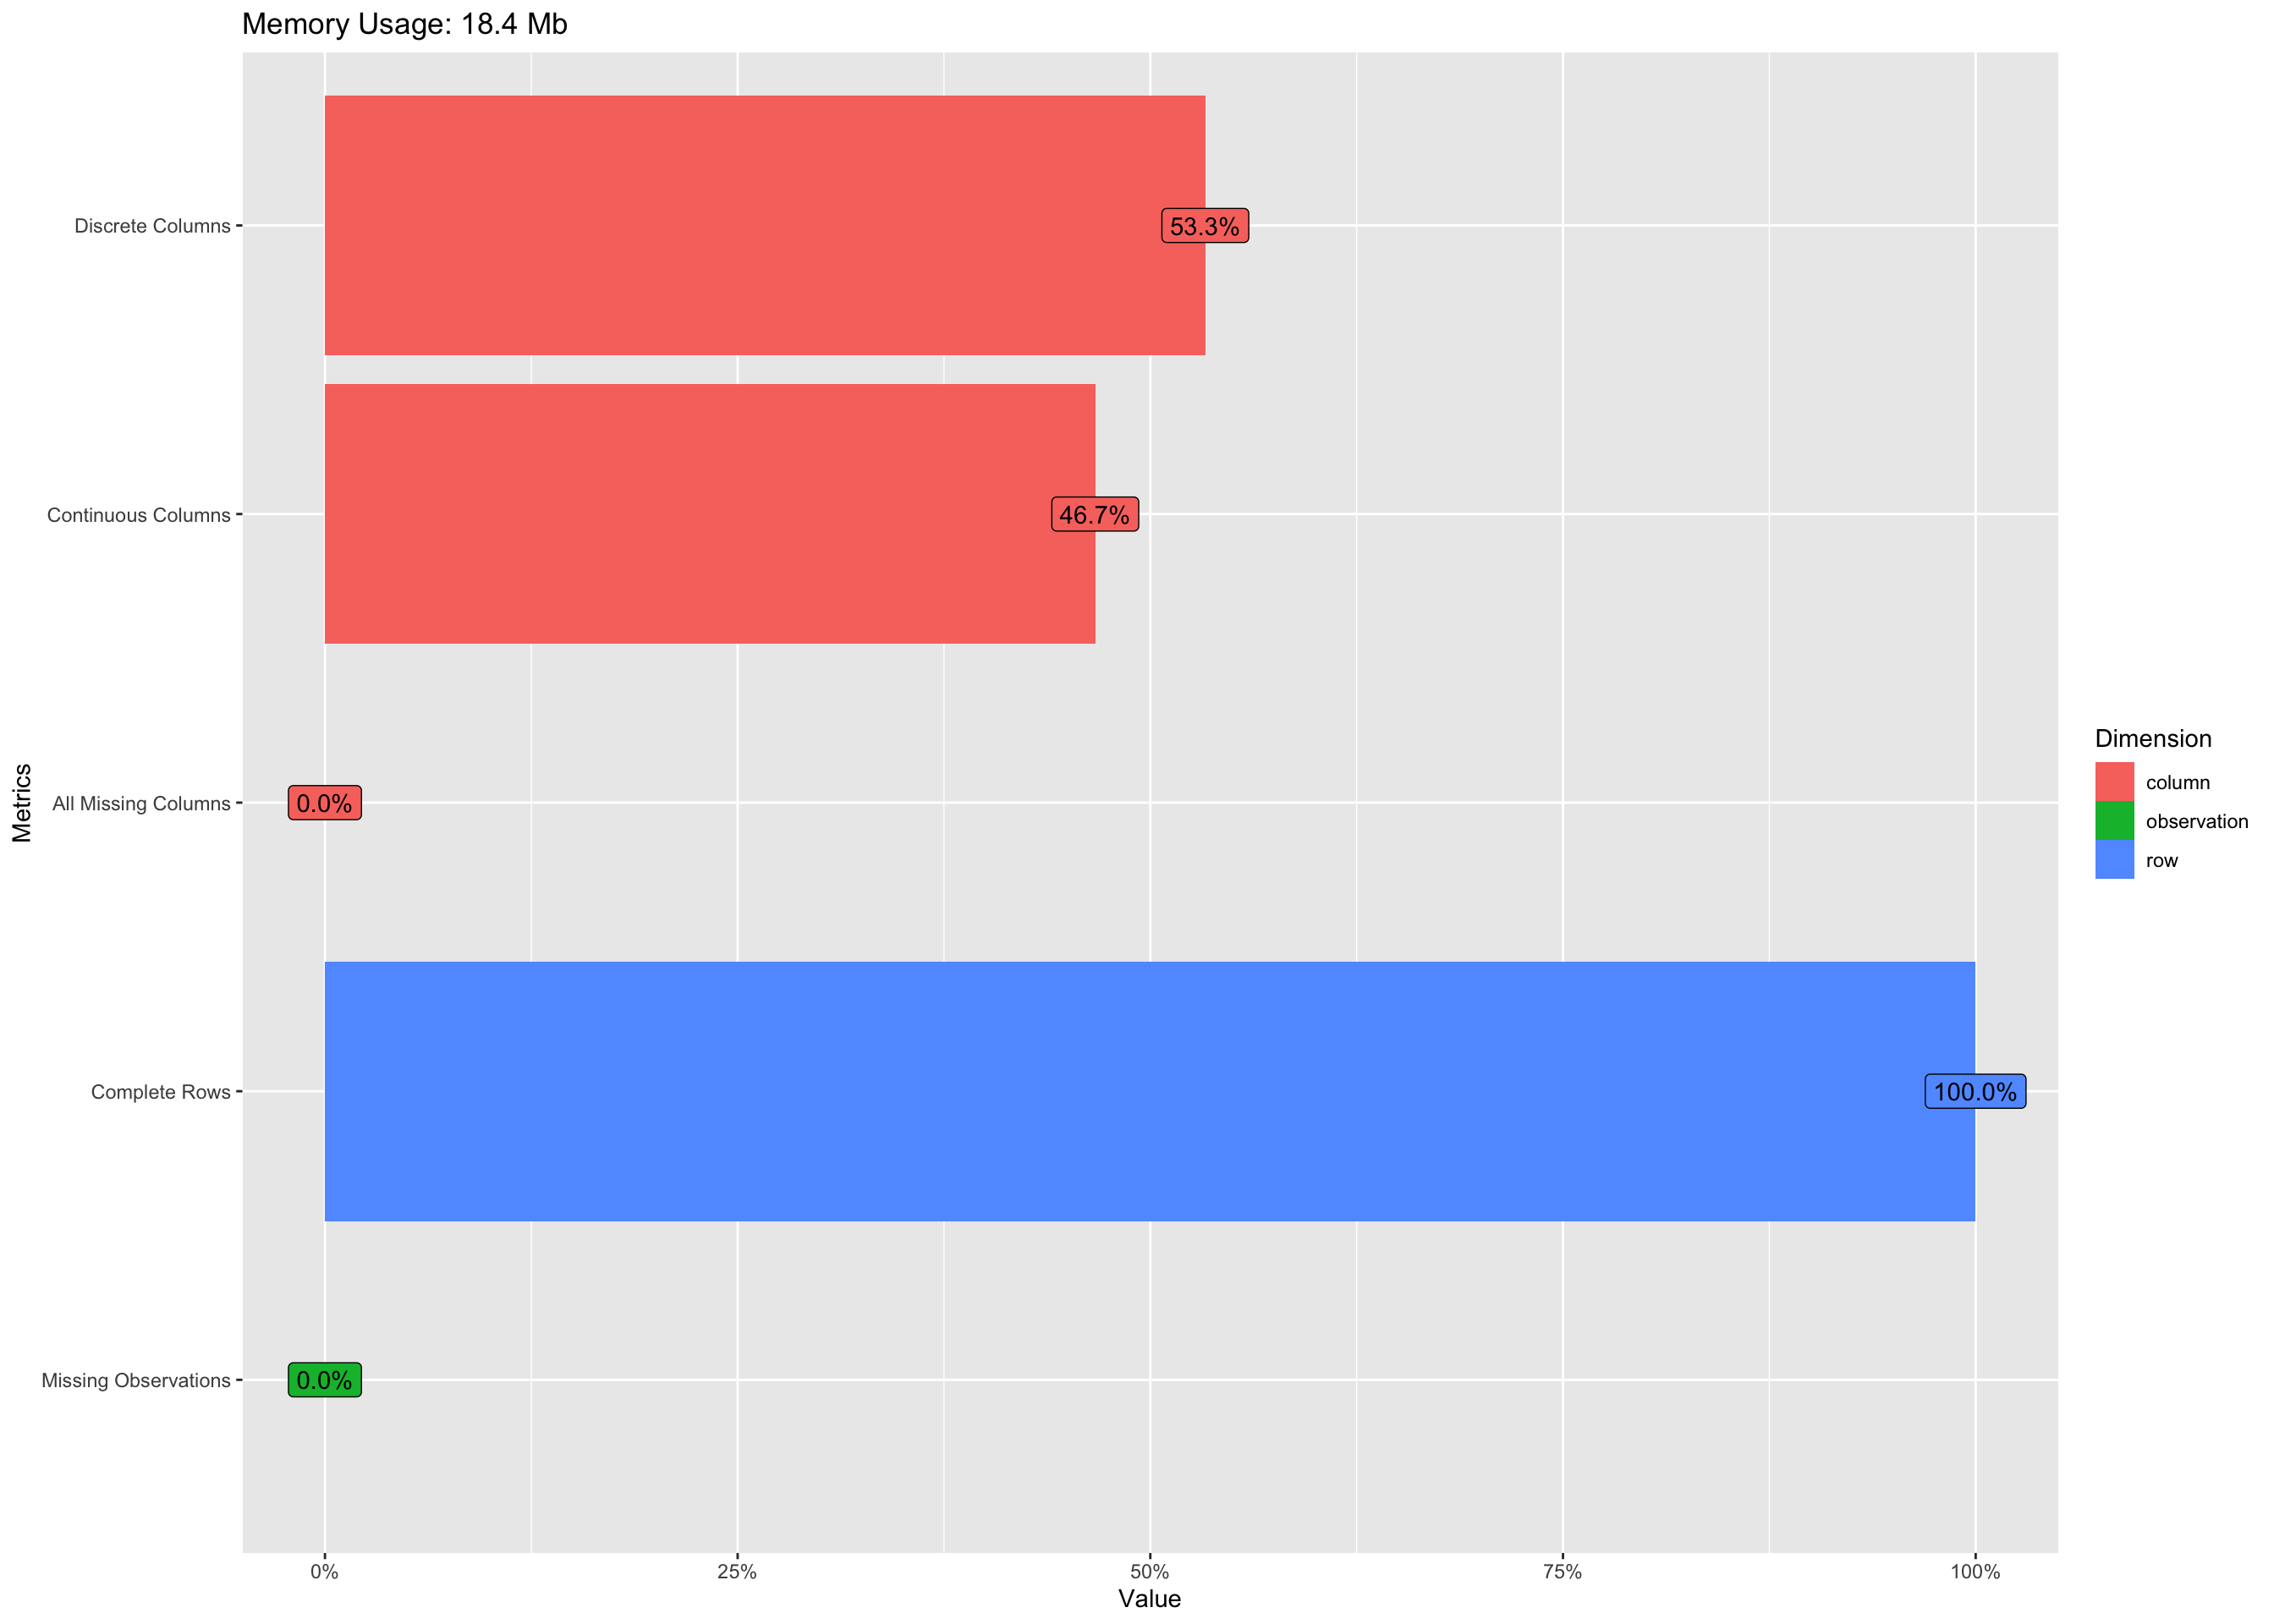 Memory Usage: 18.4 Mb
Metrics
Discrete Columns
53.3%
Continuous Columns
46.7%
All Missing Columns
0.0%
Complete Rows
100.0%
Missing Observations
0.0%
0%
25%
50%
75%
100%
Value
Dimension
column
observation
row